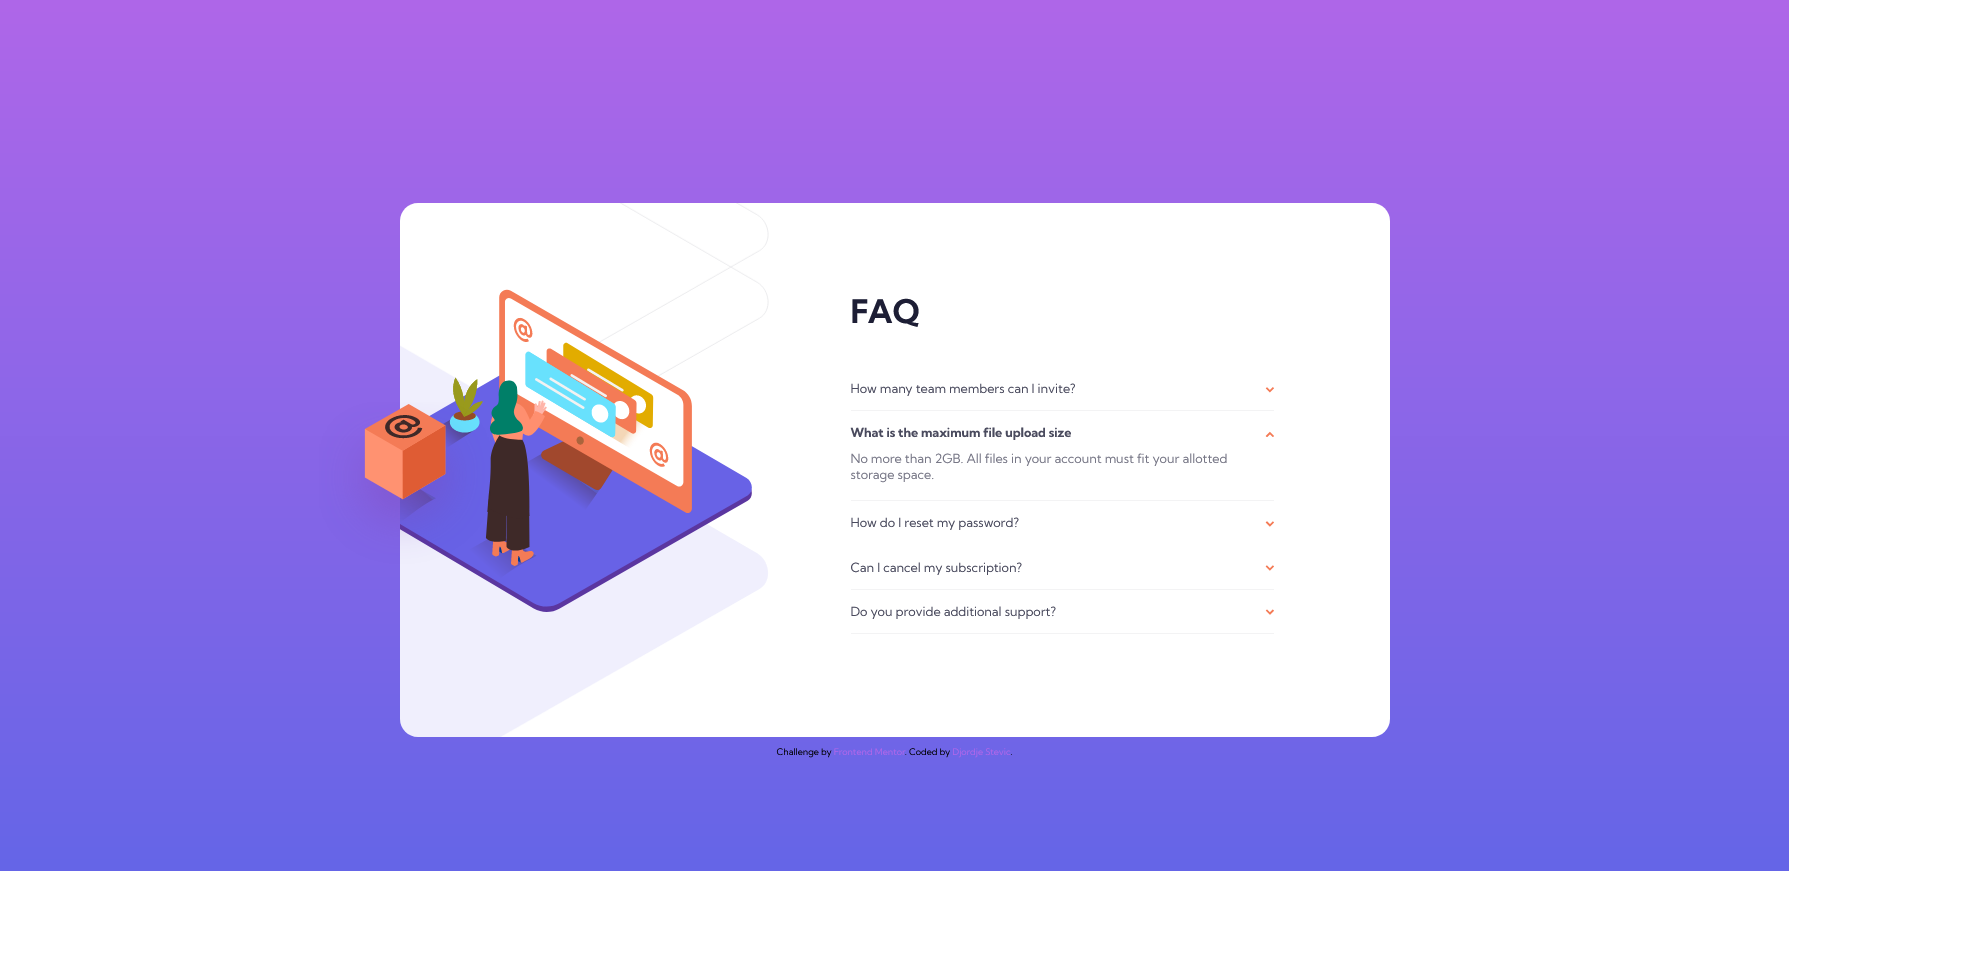 @
@
@
FAQ
How many team members can I invite?
What is the maximum file upload size
No more than 2GB. All files in your account must fit your allotted
storage space.
How do I reset my password?
Can I cancel my subscription?
Do you provide additional support?
Challenge by Frontend Mentor. Coded by Djordje Stevic.